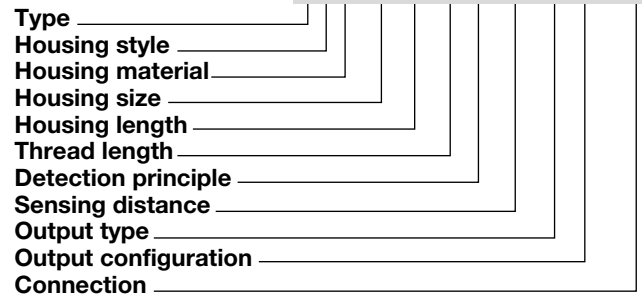 Type
Housing style
Housing material
Housing size
Housing length
Thread length
Detection principle
Sensing distance
Output type
Output configuration
Connection